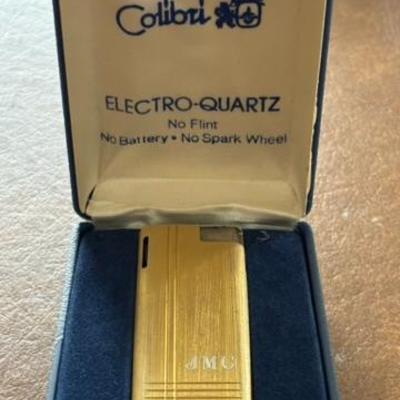 Colibri
ELECTRO-QUARTZ
No Flint
No Battery • No Spark Wheel
JMC